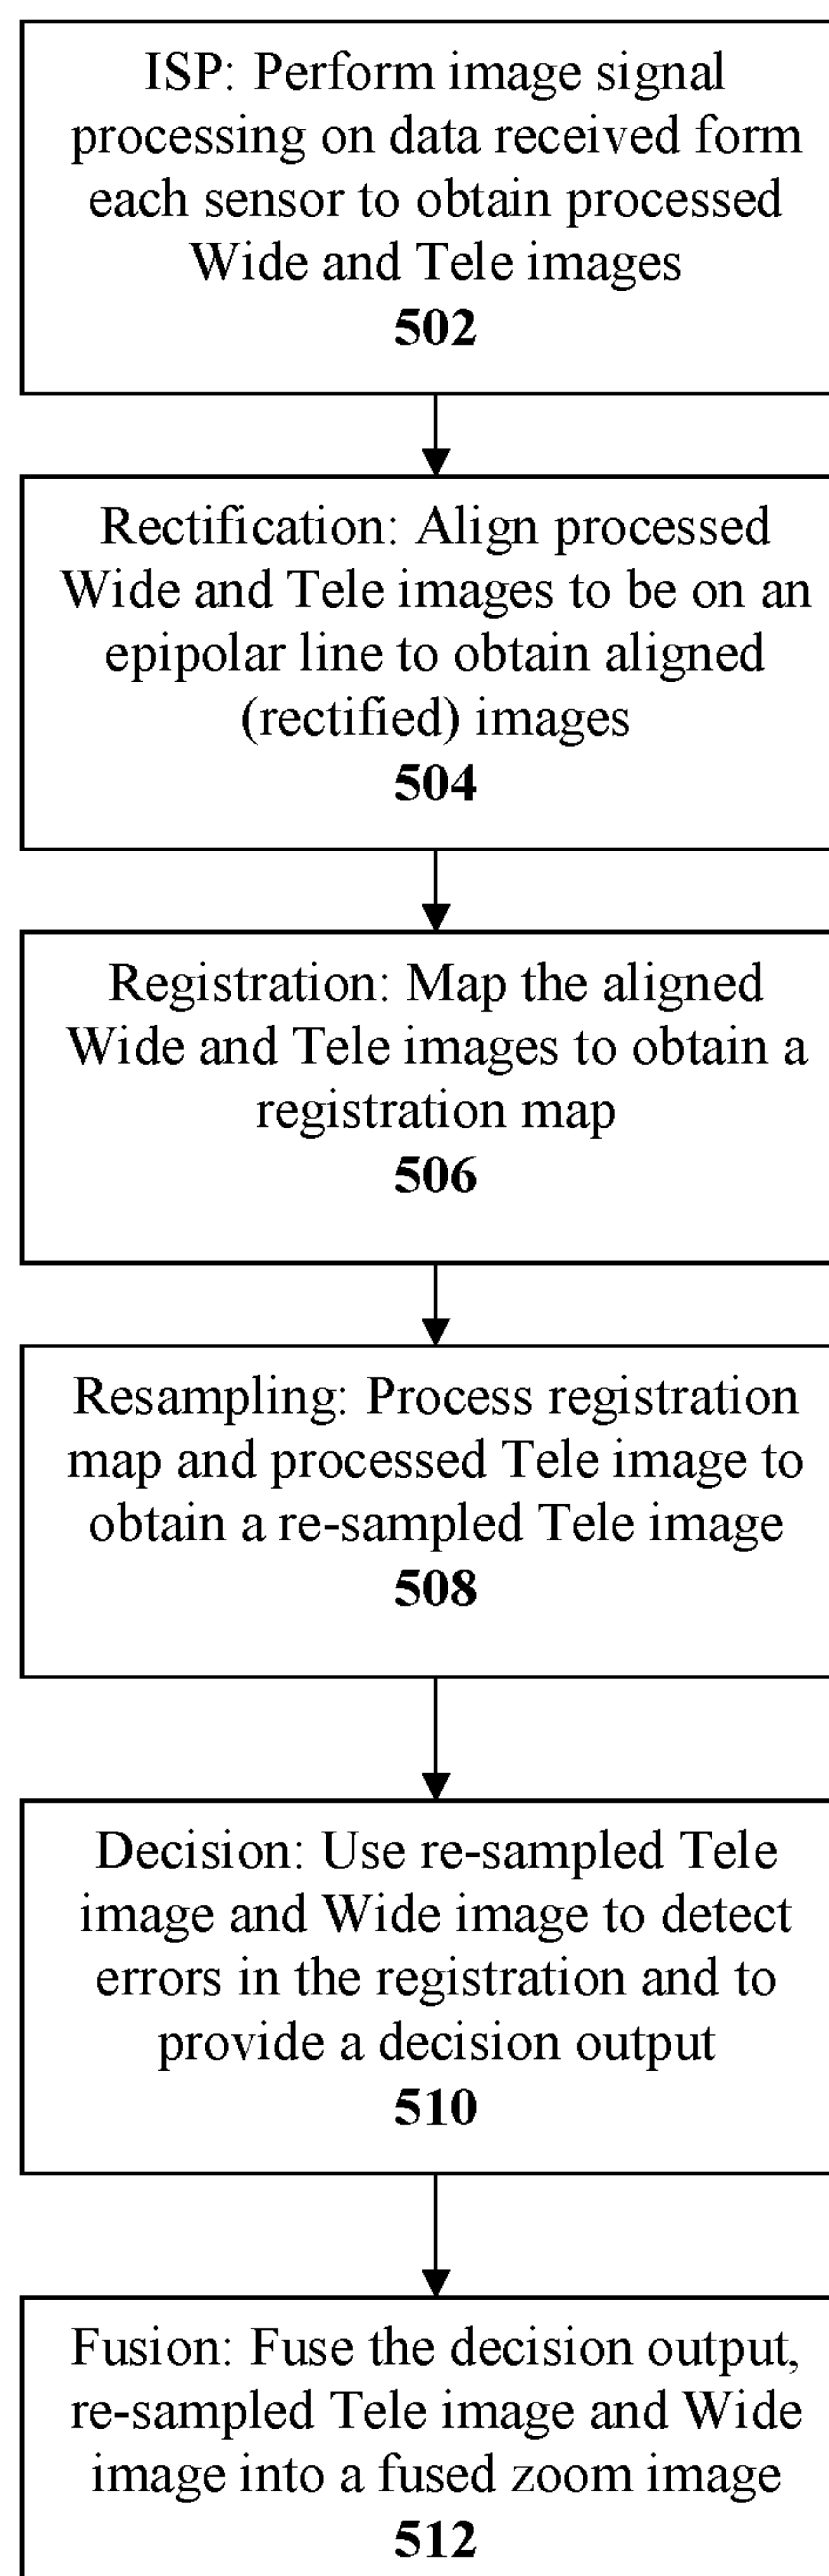 ISP: Perform image signal
processing on data received form
each sensor to obtain processed
Wide and Tele images
502
Rectification: Align processed
Wide and Tele images to be on an
epipolar line to obtain aligned
(rectified) images
504
Registration: Map the aligned
Wide and Tele images to obtain a
registration map
506
Resampling: Process registration
map and processed Tele image to
obtain a re-sampled Tele image
508
Decision: Use re-sampled Tele
image and Wide image to detect
errors in the registration and to
provide a decision output
510
Fusion: Fuse the decision output,
re-sampled Tele image and Wide
image into a fused zoom image
512